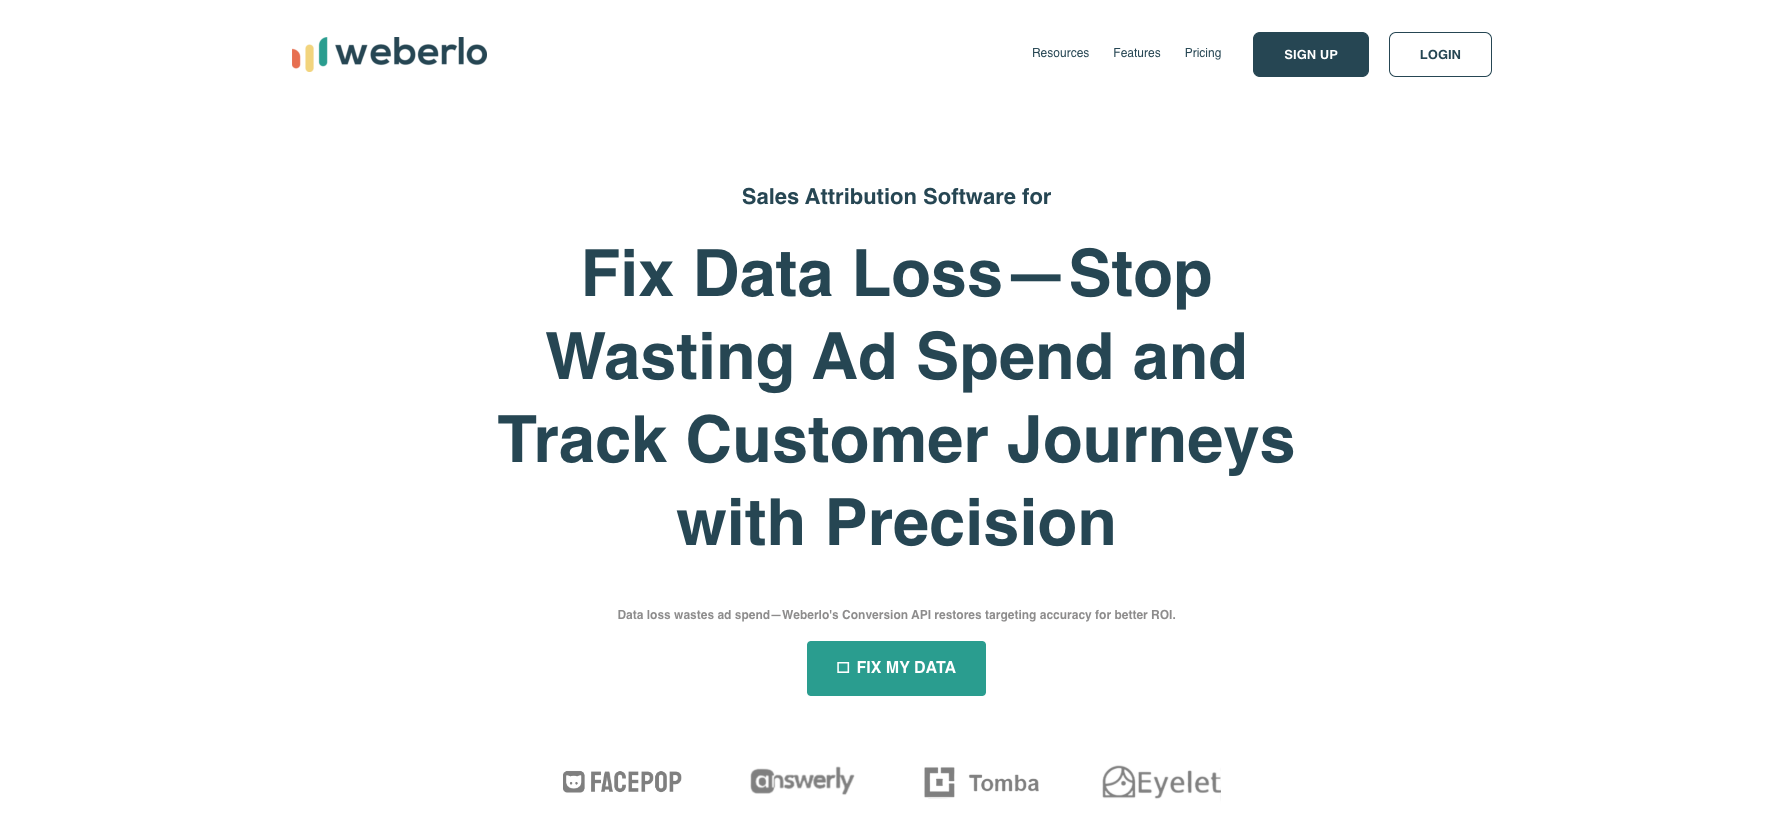 weberlo
Resources Features Pricing SIGN UP LOGIN
Sales Attribution Software for
Fix Data Loss—Stop
Wasting Ad Spend and
Track Customer Journeys
with Precision
Data loss wastes ad spend—Weberlo's Conversion API restores targeting accuracy for better ROI.
FIX MY DATA
FACEPOP answerly Tomba Eyelet